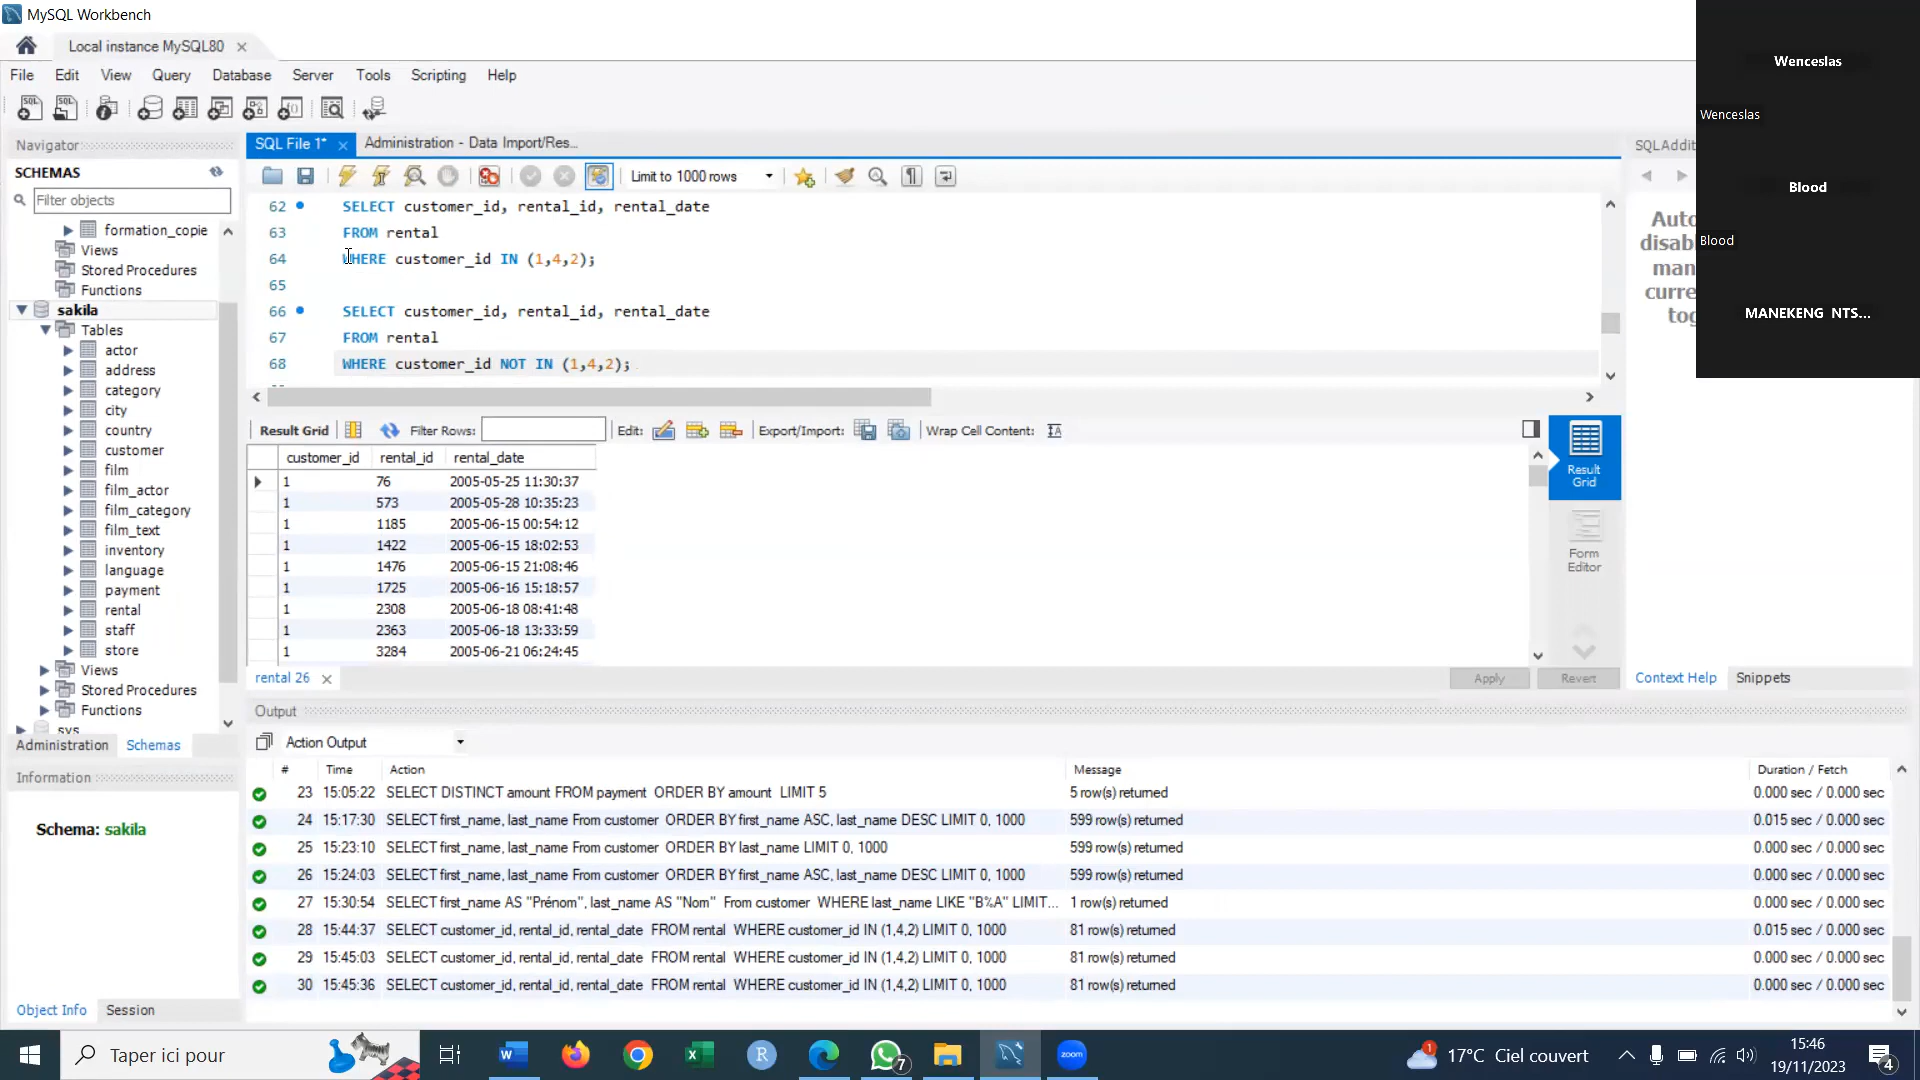 MySQL Workbench
Local instance MySQL80
File Edit View Query Database Server Tools Scripting Help
Navigator
SCHEMAS
Filter objects
formation_copie
Views
Stored Procedures
Functions
sakila
Tables
actor
address
category
city
country
customer
film
film_actor
film_category
film_text
inventory
language
payment
rental
staff
store
Views
Stored Procedures
Functions
sys
Administration Schemas
Information
Schema: sakila
Object Info Session
SQL File 1* Administration - Data Import/Res...
Limit to 1000 rows
62 SELECT customer_id, rental_id, rental_date
63 FROM rental
64 WHERE customer_id IN (1,4,2);
65
66 SELECT customer_id, rental_id, rental_date
67 FROM rental
68 WHERE customer_id NOT IN (1,4,2);
Result Grid Filter Rows: Edit: Export/Import: Wrap Cell Content:
customer_id rental_id rental_date
1 76 2005-05-25 11:30:37
1 573 2005-05-28 10:35:23
1 1185 2005-06-15 00:54:12
1 1422 2005-06-15 18:02:53
1 1476 2005-06-15 21:08:46
1 1725 2005-06-16 15:18:57
1 2308 2005-06-18 08:41:48
1 2363 2005-06-18 13:33:59
1 3284 2005-06-21 06:24:45
Result
Grid
Form
Editor
rental 26 Apply Revert
SQLAddit
Auto
disab
man
curre
tog
Context Help Snippets
Wenceslas
Wenceslas
Blood
Blood
MANEKENG NTS...
Output
Action Output
# Time Action Message Duration / Fetch
23 15:05:22 SELECT DISTINCT amount FROM payment ORDER BY amount LIMIT 5 5 row(s) returned 0.000 sec / 0.000 sec
24 15:17:30 SELECT first_name, last_name From customer ORDER BY first_name ASC, last_name DESC LIMIT 0, 1000 599 row(s) returned 0.015 sec / 0.000 sec
25 15:23:10 SELECT first_name, last_name From customer ORDER BY last_name LIMIT 0, 1000 599 row(s) returned 0.000 sec / 0.000 sec
26 15:24:03 SELECT first_name, last_name From customer ORDER BY first_name ASC, last_name DESC LIMIT 0, 1000 599 row(s) returned 0.000 sec / 0.000 sec
27 15:30:54 SELECT first_name AS "Prénom", last_name AS "Nom" From customer WHERE last_name LIKE "B%A" LIMIT... 1 row(s) returned 0.000 sec / 0.000 sec
28 15:44:37 SELECT customer_id, rental_id, rental_date FROM rental WHERE customer_id IN (1,4,2) LIMIT 0, 1000 81 row(s) returned 0.015 sec / 0.000 sec
29 15:45:03 SELECT customer_id, rental_id, rental_date FROM rental WHERE customer_id IN (1,4,2) LIMIT 0, 1000 81 row(s) returned 0.000 sec / 0.000 sec
30 15:45:36 SELECT customer_id, rental_id, rental_date FROM rental WHERE customer_id IN (1,4,2) LIMIT 0, 1000 81 row(s) returned 0.000 sec / 0.000 sec
Taper ici pour
7
zoom
1
17°C Ciel couvert
15:46
19/11/2023
4